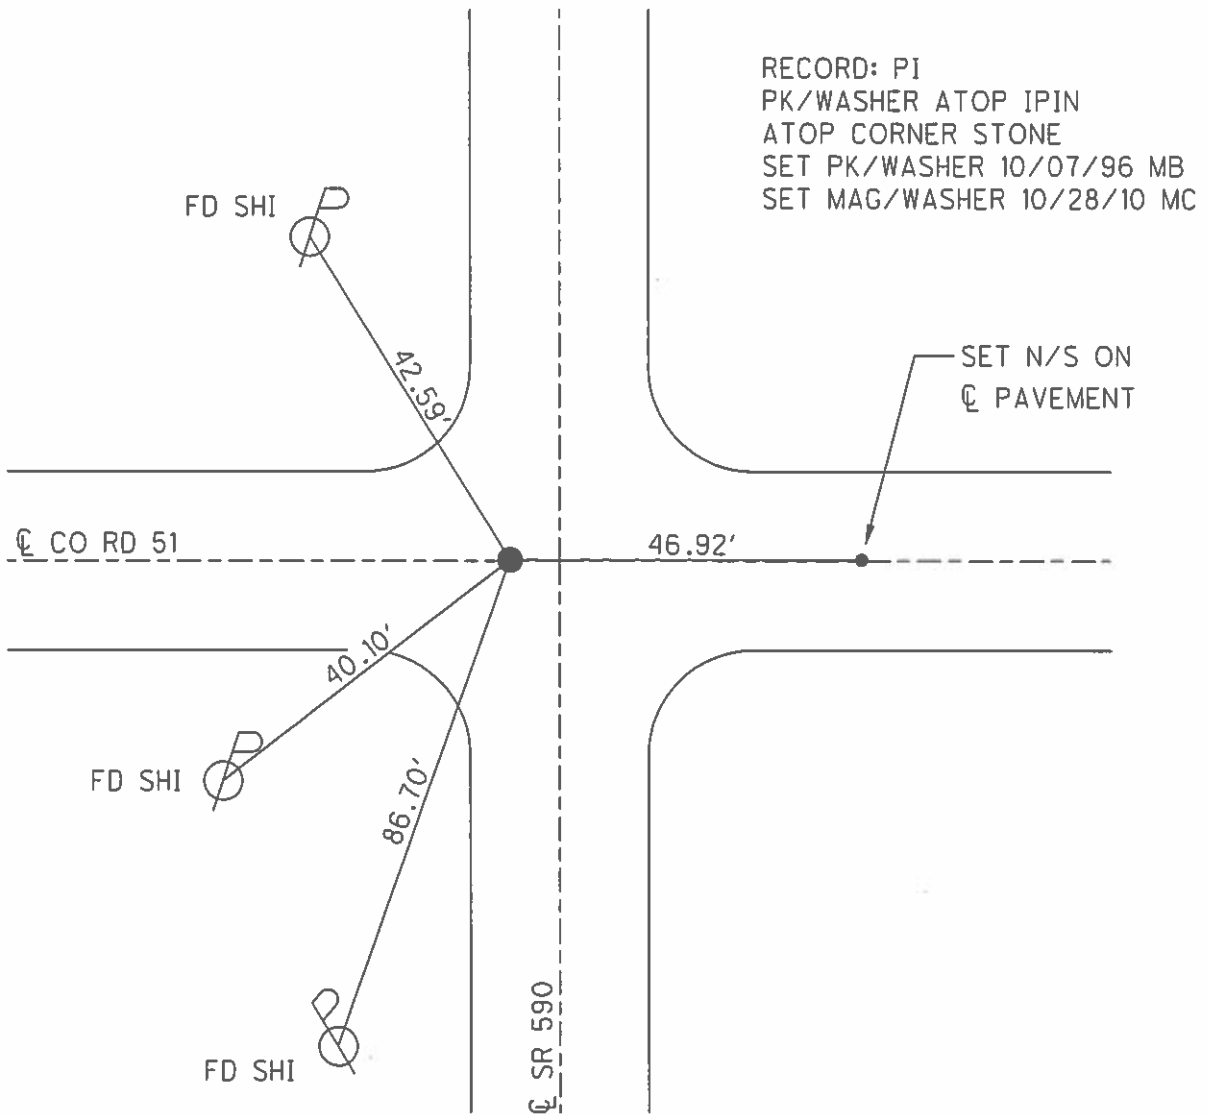 RECORD: PI
PK/WASHER ATOP IPIN
ATOP CORNER STONE
SET PK/WASHER 10/07/96 MB
SET MAG/WASHER 10/28/10 MC
FD SHI
42.59'
SET N/S ON
℄ PAVEMENT
℄ CO RD 51
46.92'
40.10'
FD SHI
86.70'
FD SHI
℄ SR 590